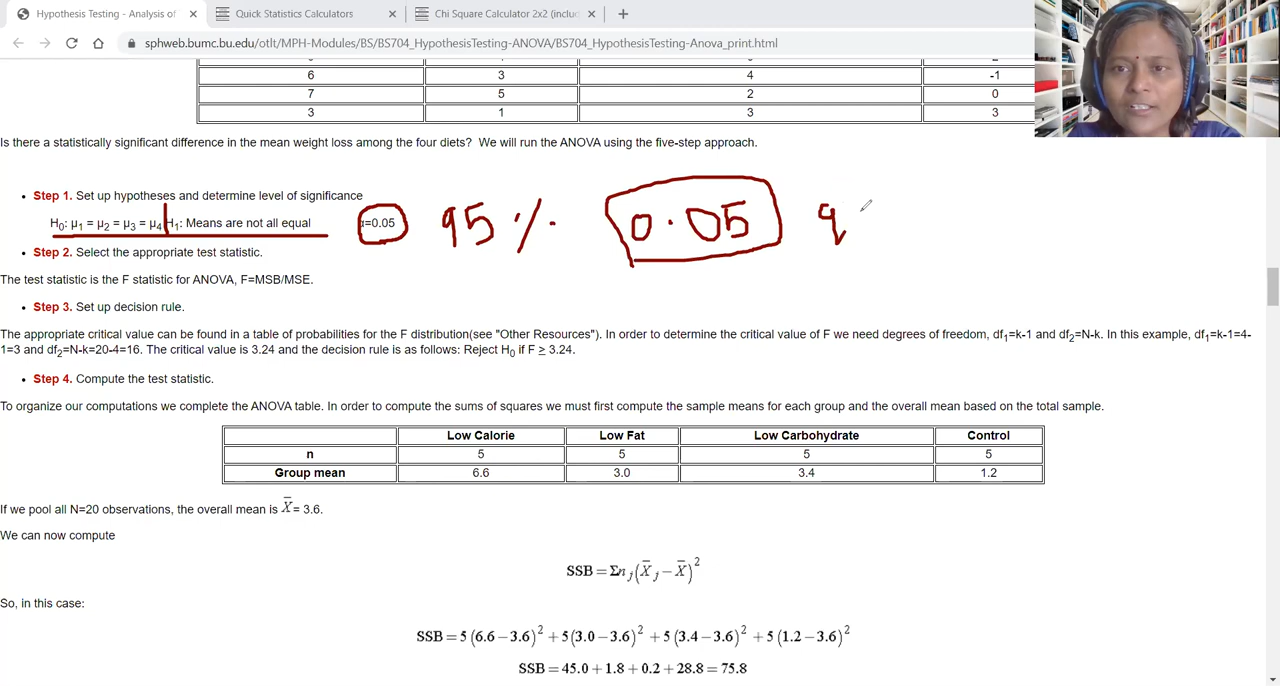 Hypothesis Testing - Analysis of
Quick Statistics Calculators
Chi Square Calculator 2x2 (inclu
sphweb.bumc.bu.edu/otlt/MPH-Modules/BS/BS704_HypothesisTesting-ANOVA/BS704_HypothesisTesting-Anova_print.html
6 3 4 -1
7 5 2 0
3 1 3 3
Is there a statistically significant difference in the mean weight loss among the four diets? We will run the ANOVA using the five-step approach.
Step 1. Set up hypotheses and determine level of significance
H₀: μ₁ = μ₂ = μ₃ = μ₄ H₁: Means are not all equal =0.05 95 % 0.05 9
Step 2. Select the appropriate test statistic.
The test statistic is the F statistic for ANOVA, F=MSB/MSE.
Step 3. Set up decision rule.
The appropriate critical value can be found in a table of probabilities for the F distribution(see "Other Resources"). In order to determine the critical value of F we need degrees of freedom, df₁=k-1 and df₂=N-k. In this example, df₁=k-1=4-
1=3 and df₂=N-k=20-4=16. The critical value is 3.24 and the decision rule is as follows: Reject H₀ if F ≥ 3.24.
Step 4. Compute the test statistic.
To organize our computations we complete the ANOVA table. In order to compute the sums of squares we must first compute the sample means for each group and the overall mean based on the total sample.
Low Calorie Low Fat Low Carbohydrate Control
n 5 5 5 5
Group mean 6.6 3.0 3.4 1.2
If we pool all N=20 observations, the overall mean is X̄ = 3.6.
We can now compute
SSB = Σnⱼ(X̄ⱼ − X̄)²
So, in this case:
SSB = 5 (6.6 − 3.6)² + 5(3.0 − 3.6)² + 5 (3.4 − 3.6)² + 5 (1.2 − 3.6)²
SSB = 45.0 + 1.8 + 0.2 + 28.8 = 75.8